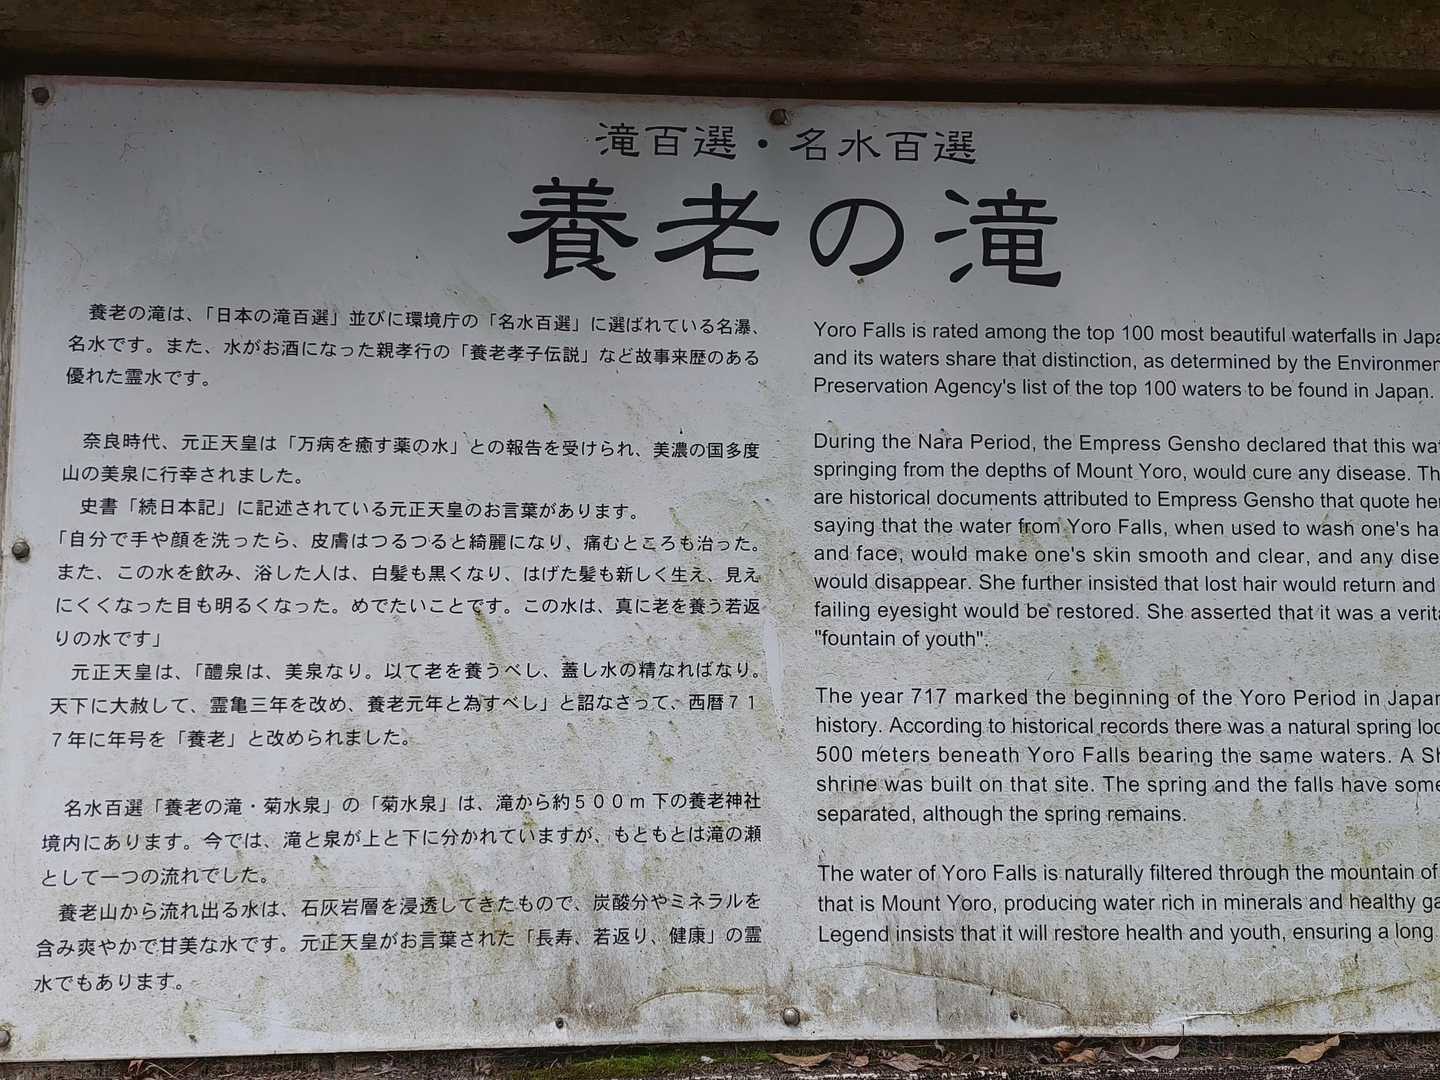 滝百選・名水百選
養老の滝
養老の滝は、「日本の滝百選」並びに環境庁の「名水百選」に選ばれている名瀑、
名水です。また、水がお酒になった親孝行の「養老孝子伝説」など故事来歴のある
優れた霊水です。
奈良時代、元正天皇は「万病を癒す薬の水」との報告を受けられ、美濃の国多度
山の美泉に行幸されました。
史書「続日本記」に記述されている元正天皇のお言葉があります。
「自分で手や顔を洗ったら、皮膚はつるつると綺麗になり、痛むところも治った。
また、この水を飲み、浴した人は、白髪も黒くなり、はげた髪も新しく生え、見え
にくくなった目も明るくなった。めでたいことです。この水は、真に老を養う若返
りの水です」
元正天皇は、「醴泉は、美泉なり。以て老を養うべし、蓋し水の精なればなり。
天下に大赦して、霊亀三年を改め、養老元年と為すべし」と詔なさって、西暦７１
７年に年号を「養老」と改められました。
名水百選「養老の滝・菊水泉」の「菊水泉」は、滝から約５００ｍ下の養老神社
境内にあります。今では、滝と泉が上と下に分かれていますが、もともとは滝の瀬
として一つの流れでした。
養老山から流れ出る水は、石灰岩層を浸透してきたもので、炭酸分やミネラルを
含み爽やかで甘美な水です。元正天皇がお言葉された「長寿、若返り、健康」の霊
水でもあります。
Yoro Falls is rated among the top 100 most beautiful waterfalls in Japa
and its waters share that distinction, as determined by the Environmen
Preservation Agency's list of the top 100 waters to be found in Japan.
During the Nara Period, the Empress Gensho declared that this wat
springing from the depths of Mount Yoro, would cure any disease. Th
are historical documents attributed to Empress Gensho that quote her
saying that the water from Yoro Falls, when used to wash one's ha
and face, would make one's skin smooth and clear, and any dise
would disappear. She further insisted that lost hair would return and
failing eyesight would be restored. She asserted that it was a verita
"fountain of youth".
The year 717 marked the beginning of the Yoro Period in Japan
history. According to historical records there was a natural spring loc
500 meters beneath Yoro Falls bearing the same waters. A Sh
shrine was built on that site. The spring and the falls have some
separated, although the spring remains.
The water of Yoro Falls is naturally filtered through the mountain of
that is Mount Yoro, producing water rich in minerals and healthy ga
Legend insists that it will restore health and youth, ensuring a long